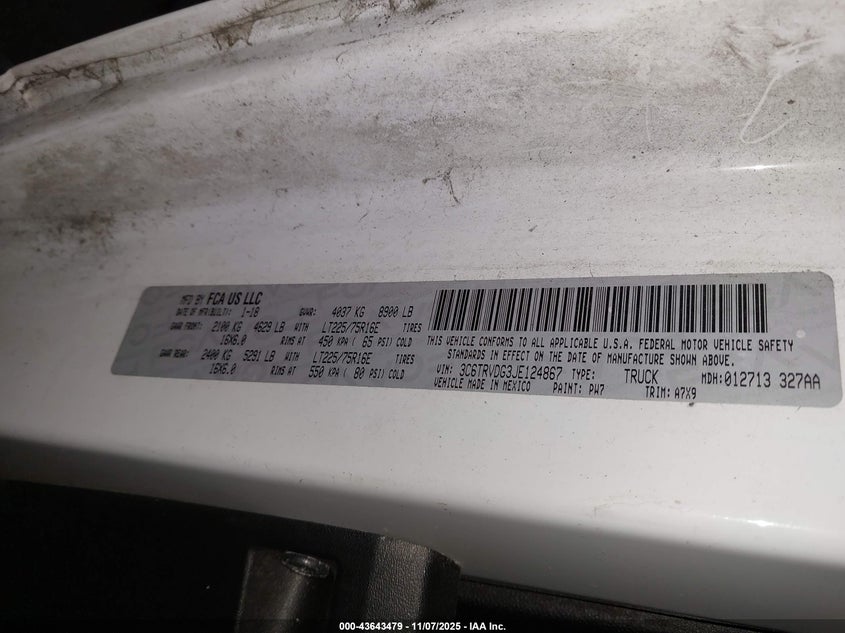 MFD BY FCA US LLC
DATE OF MFR(BUILT): 1-18 GVWR: 4037 KG 8900 LB
GAWR FRONT: 2100 KG 4629 LB WITH LT225/75R16E TIRES
16X6.0 RIMS AT 450 KPA ( 65 PSI) COLD
GAWR REAR: 2400 KG 5291 LB WITH LT225/75R16E TIRES
16X6.0 RIMS AT 550 KPA ( 80 PSI) COLD
THIS VEHICLE CONFORMS TO ALL APPLICABLE U.S.A. FEDERAL MOTOR VEHICLE SAFETY
STANDARDS IN EFFECT ON THE DATE OF MANUFACTURE SHOWN ABOVE.
VIN: 3C6TRVDG3JE124867 TYPE: TRUCK MDH: 012713 327AA
VEHICLE MADE IN MEXICO PAINT: PW7 TRIM: A7X9
000-43643479 - 11/07/2025 - IAA Inc.